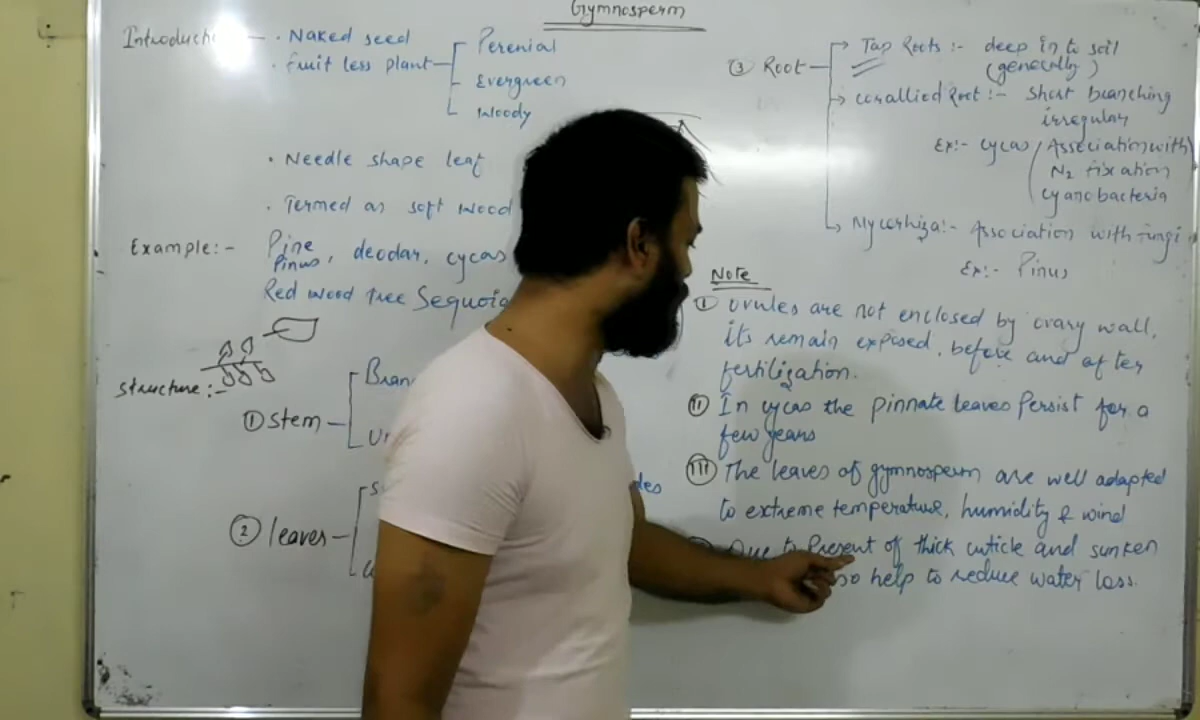 Gymnosperm
Introduct — · Naked seed
· fruit less plant
Perenial
Evergreen
Woody
· Needle shape leaf
· Termed as soft wood
Example:- Pine
Pinus, deodar, cycas
Red wood tree Sequoia
structure:-
① Stem
Bran
② leaves
③ Root
Tap Roots :- deep in to soil
(generally)
corallied Root :- Short branching
irregular
Ex:- cycas / Association with
N2 fixation
cyanobacteria
Mycorhiza:- Association with fungi
Ex:- Pinus
Note
① ovules are not enclosed by ovary wall,
its remain exposed, before and after
fertilization.
II In cycas the pinnate leaves Persist for a
few years
III The leaves of gymnosperm are well adapted
to extreme temperature, humidity & wind
Due to Present of thick cuticle and sunken
so help to reduce water loss.